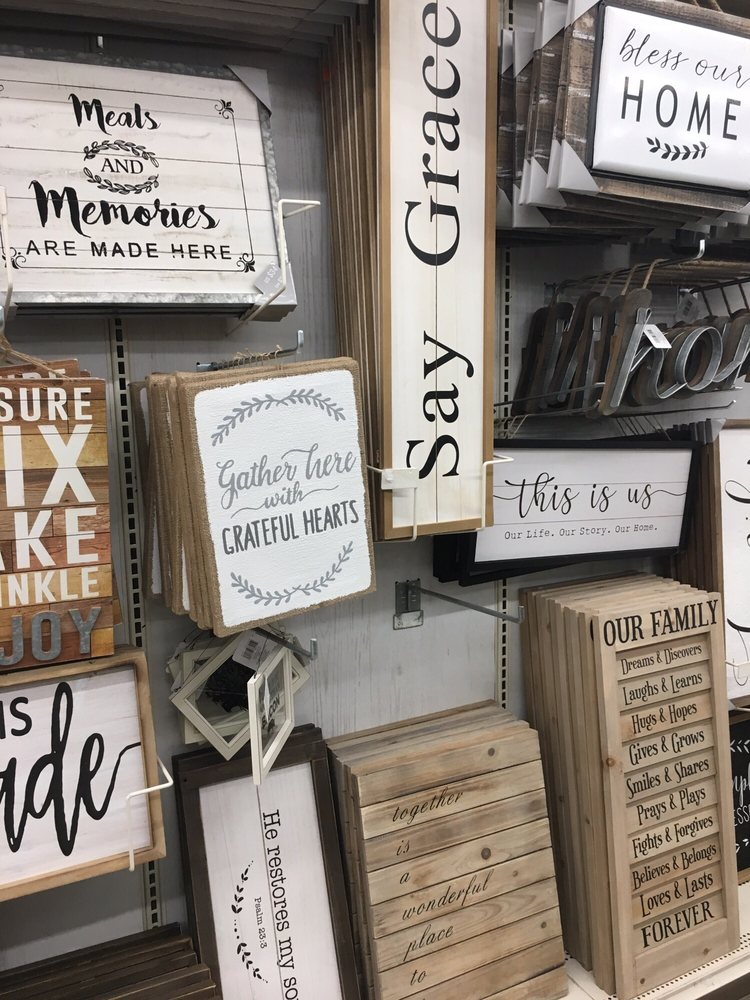 Meals
AND
Memories
ARE MADE HERE
Say Grace
bless our
HOME
SURE
IX
AKE
INKLE
JOY
Gather here
with
GRATEFUL HEARTS
this is us
Our Life. Our Story. Our Home.
IS
ade
He restores my so
Psalm 23:3
together
is
a
wonderful
place
to
OUR FAMILY
Dreams & Discovers
Laughs & Learns
Hugs & Hopes
Gives & Grows
Smiles & Shares
Prays & Plays
Fights & Forgives
Believes & Belongs
Loves & Lasts
FOREVER